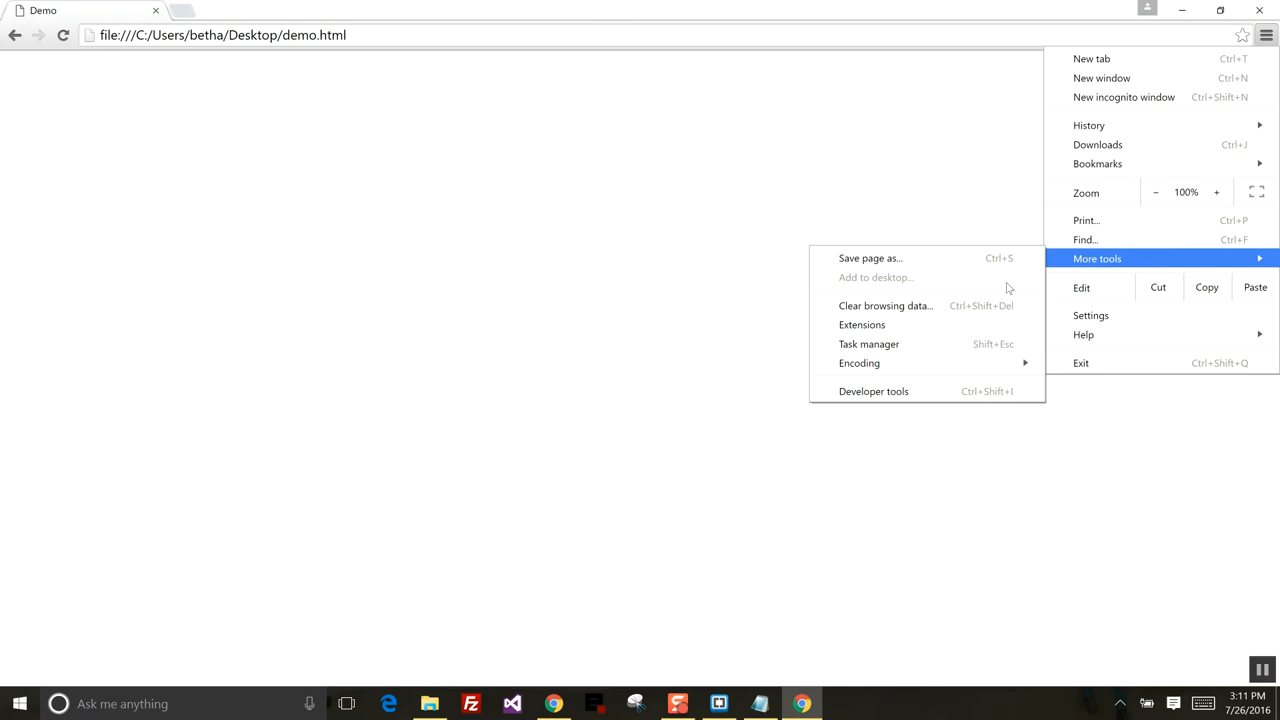 Demo
file:///C:/Users/betha/Desktop/demo.html
New tab Ctrl+T
New window Ctrl+N
New incognito window Ctrl+Shift+N
History
Downloads Ctrl+J
Bookmarks
Zoom − 100% +
Print... Ctrl+P
Find... Ctrl+F
More tools
Edit Cut Copy Paste
Settings
Help
Exit Ctrl+Shift+Q
Save page as... Ctrl+S
Add to desktop...
Clear browsing data... Ctrl+Shift+Del
Extensions
Task manager Shift+Esc
Encoding
Developer tools Ctrl+Shift+I
Ask me anything
Fz
3:11 PM
7/26/2016